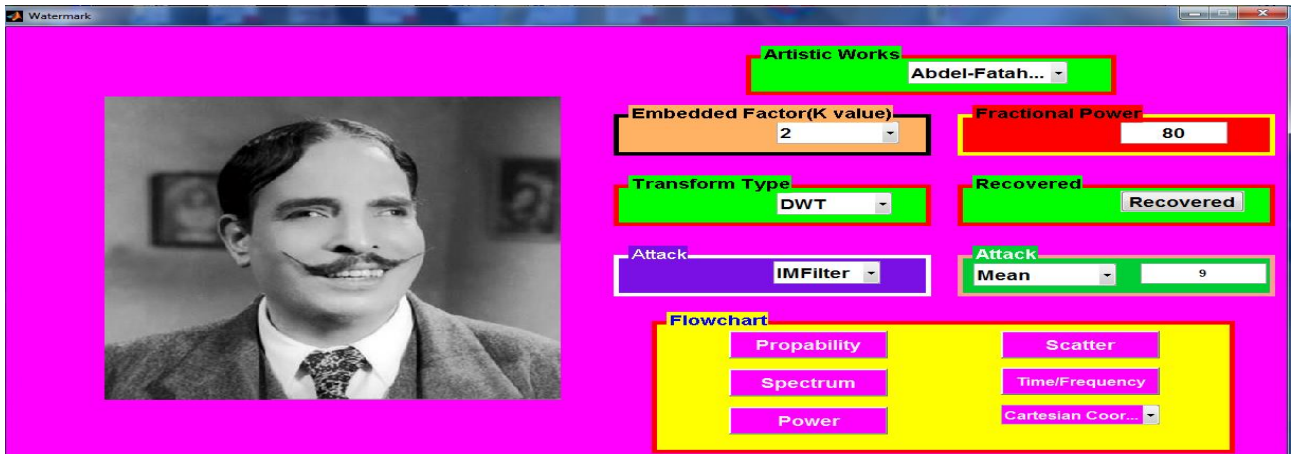 Watermark
Artistic Works
Abdel-Fatah...
Embedded Factor(K value)
2
Fractional Power
80
Transform Type
DWT
Recovered
Recovered
Attack
IMFilter
Attack
Mean
9
Flowchart
Propability
Scatter
Spectrum
Time/Frequency
Power
Cartesian Coor...